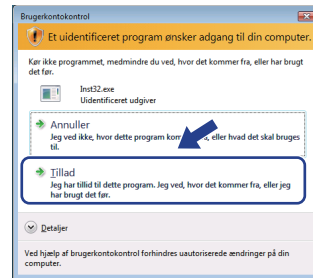 Brugerkontokontrol
Et uidentificeret program ønsker adgang til din computer.
Kør ikke programmet, medmindre du ved, hvor det kommer fra, eller har brugt
det før.
Inst32.exe
Uidentificeret udgiver
Annuller
Jeg ved ikke, hvor dette program eller hvad det skal bruges
til.
Tillad
Jeg har tillid til dette program. Jeg ved, hvor det kommer fra, eller jeg
har brugt det før.
Detaljer
Ved hjælp af brugerkontokontrol forhindres uautoriserede ændringer på din
computer.